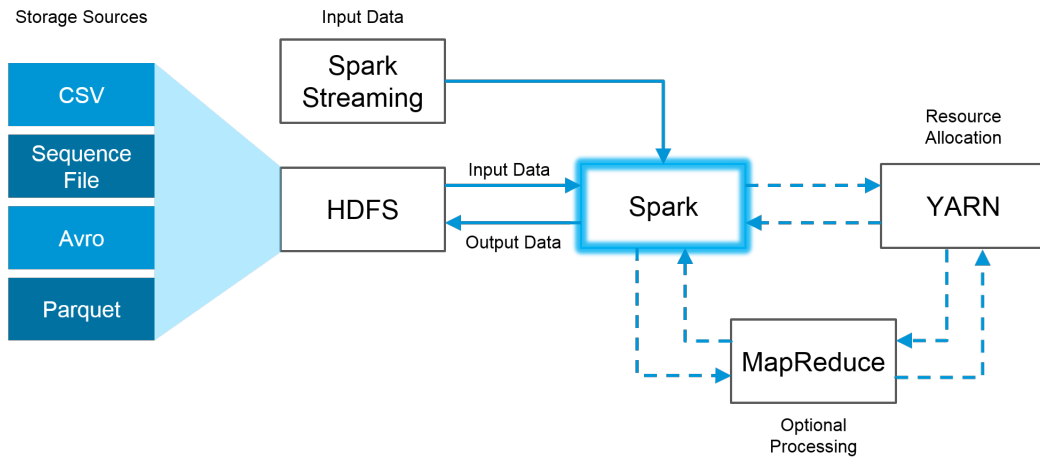 Storage Sources
CSV
Sequence
File
Avro
Parquet
Input Data
Spark
Streaming
HDFS
Input Data
Output Data
Spark
Resource
Allocation
YARN
MapReduce
Optional
Processing